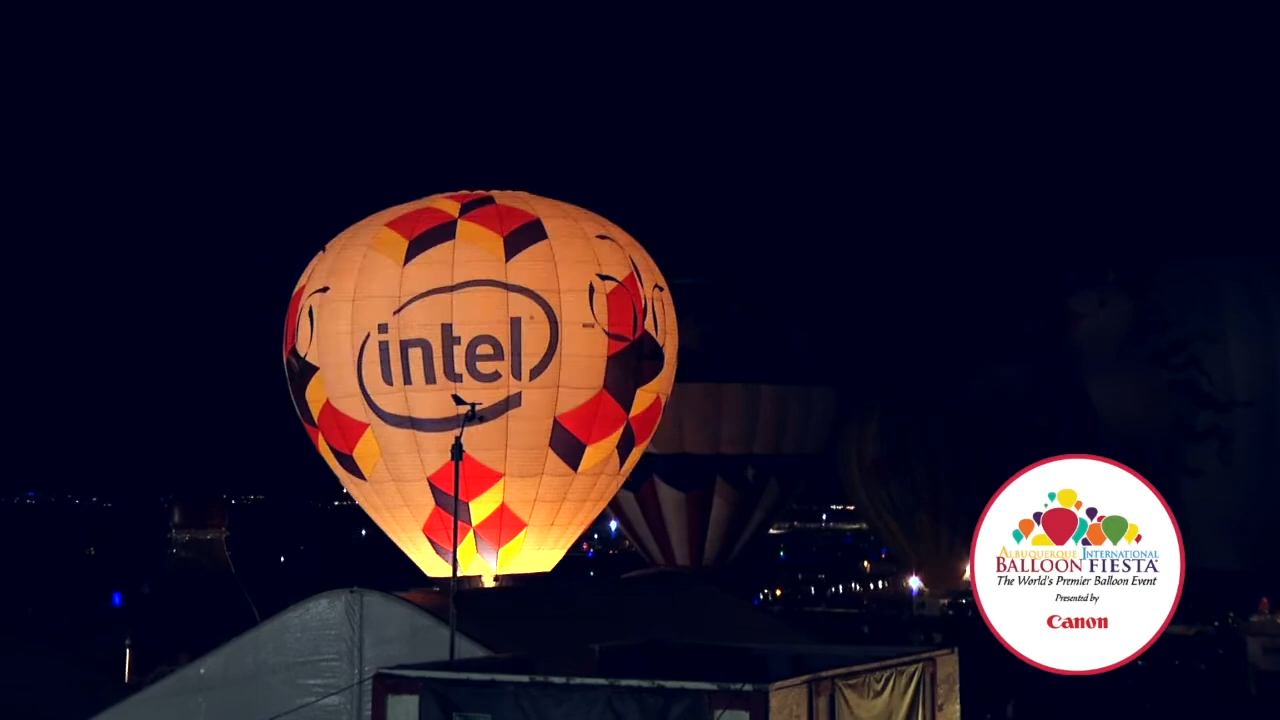 intel
ALBUQUERQUE INTERNATIONAL
BALLOON FIESTA®
The World's Premier Balloon Event
Presented by
Canon